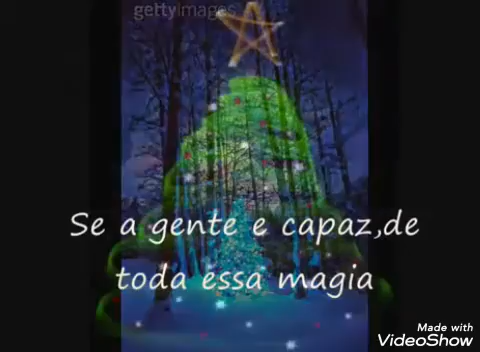 gettyimages
Se a gente e capaz,de
toda essa magia
Made with
VideoShow